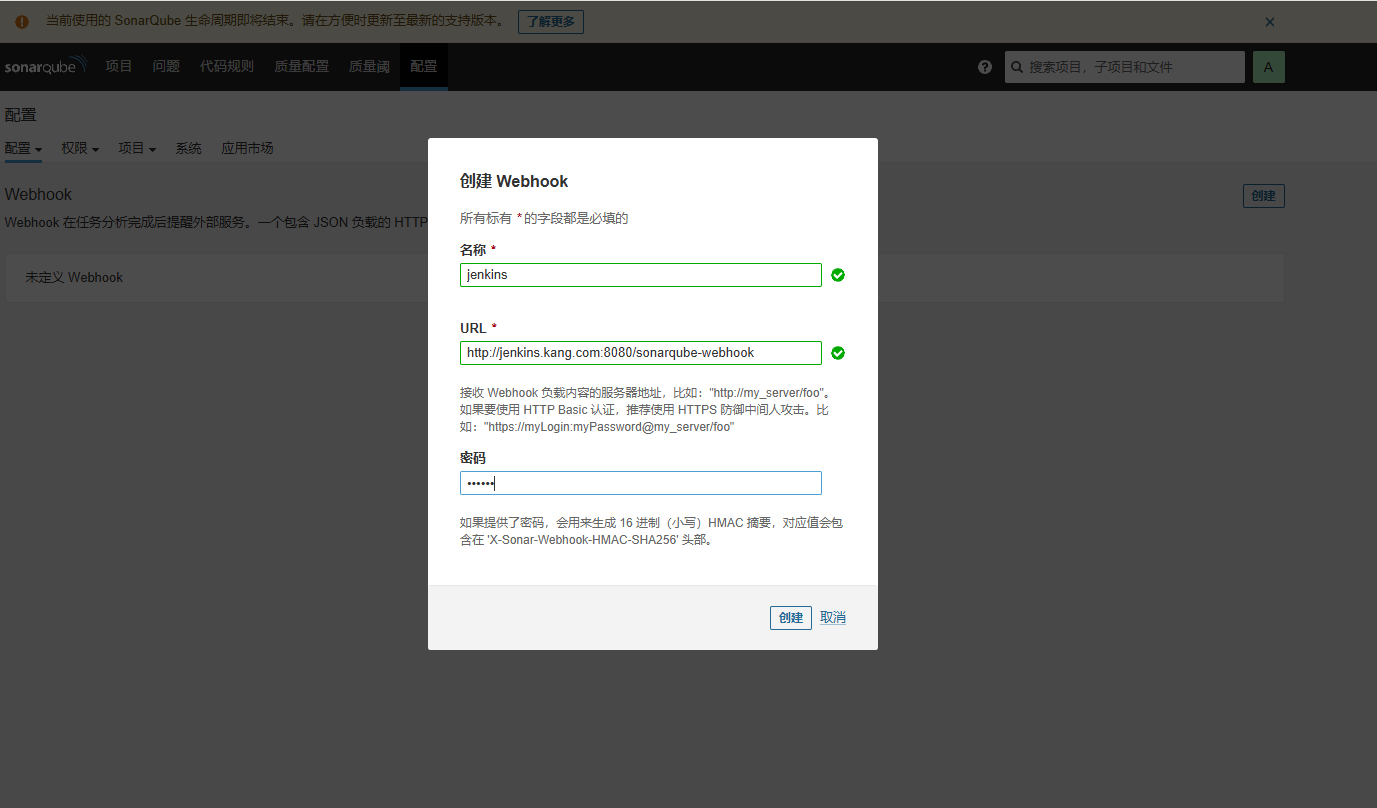 当前使用的 SonarQube 生命周期即将结束。请在方便时更新至最新的支持版本。 了解更多
sonarqube 项目 问题 代码规则 质量配置 质量阈 配置 搜索项目，子项目和文件 A
配置
配置 权限 项目 系统 应用市场
Webhook 创建
Webhook 在任务分析完成后提醒外部服务。一个包含 JSON 负载的 HTTP
未定义 Webhook
创建 Webhook
所有标有 *的字段都是必填的
名称 *
jenkins
URL *
http://jenkins.kang.com:8080/sonarqube-webhook
接收 Webhook 负载内容的服务器地址，比如："http://my_server/foo"。
如果要使用 HTTP Basic 认证，推荐使用 HTTPS 防御中间人攻击。比
如："https://myLogin:myPassword@my_server/foo"
密码
••••••
如果提供了密码，会用来生成 16 进制（小写）HMAC 摘要，对应值会包
含在 'X-Sonar-Webhook-HMAC-SHA256' 头部。
创建 取消